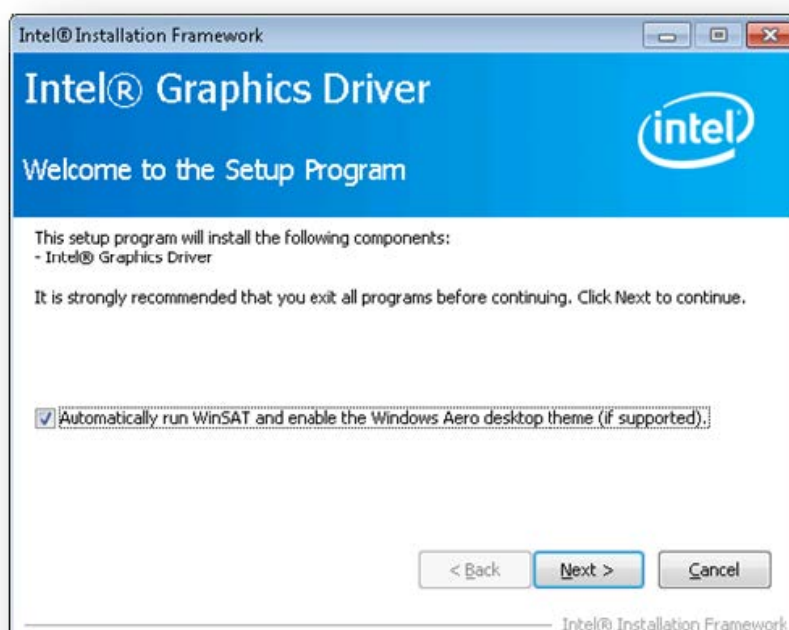 Intel® Installation Framework
Intel® Graphics Driver
intel
Welcome to the Setup Program
This setup program will install the following components:
- Intel® Graphics Driver
It is strongly recommended that you exit all programs before continuing. Click Next to continue.
Automatically run WinSAT and enable the Windows Aero desktop theme (if supported).
< Back
Next >
Cancel
Intel® Installation Framework